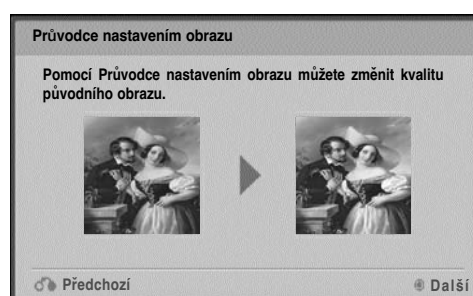 Průvodce nastavením obrazu
Pomocí Průvodce nastavením obrazu můžete změnit kvalitu
původního obrazu.
Předchozí
Další